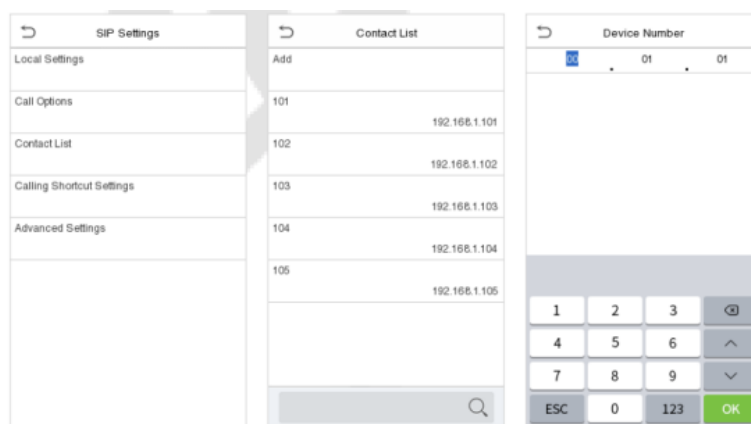 SIP Settings
Local Settings
Call Options
Contact List
Calling Shortcut Settings
Advanced Settings
Contact List
Add
101
192.168.1.101
102
192.168.1.102
103
192.168.1.103
104
192.168.1.104
105
192.168.1.105
Device Number
00 . 01 . 01
1 2 3
4 5 6
7 8 9
ESC 0 123 OK